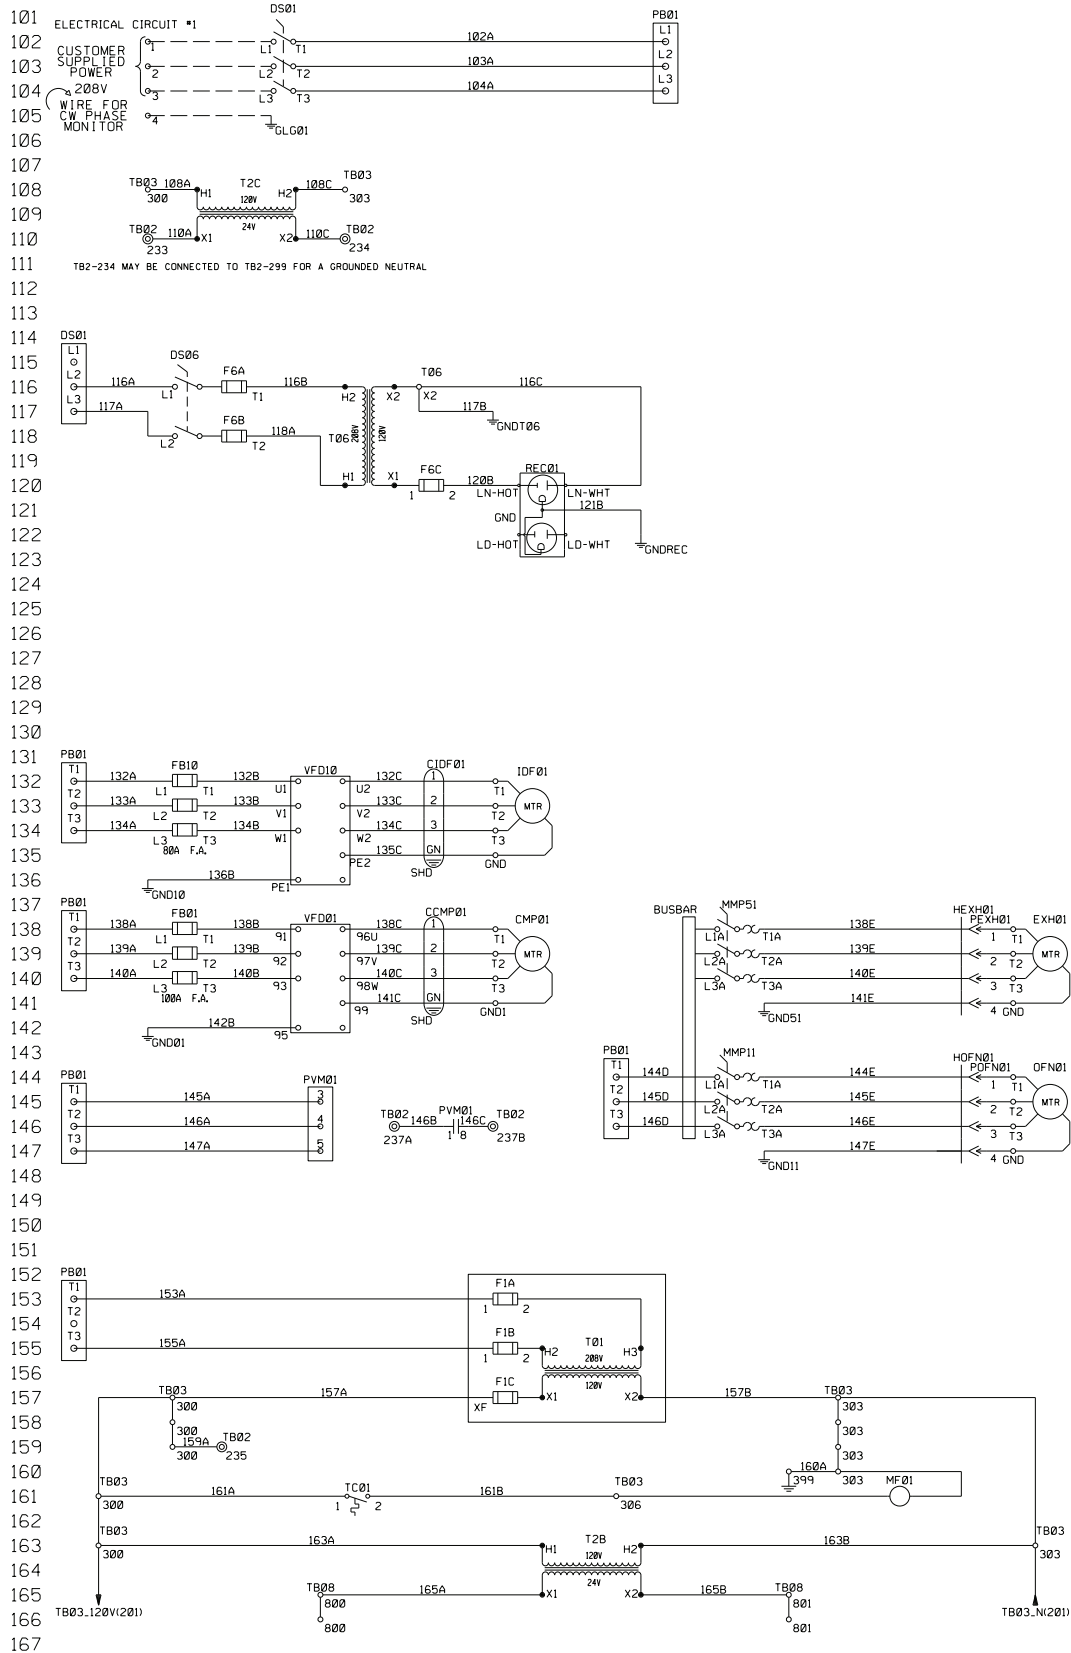 101 DS01 PB01
ELECTRICAL CIRCUIT #1 L1
102 1 L1 T1 102A
CUSTOMER L2
SUPPLIED
103 POWER 2 L2 T2 103A
L3
104 208V 3 L3 T3 104A
WIRE FOR
105 CW PHASE 4 GLG01
MONITOR
106
107
TB03 TB03
108 108A H1 T2C H2 108C
300 120V 303
109
24V
110 TB02 110A X1 X2 110C TB02
233 234
111 TB2-234 MAY BE CONNECTED TO TB2-299 FOR A GROUNDED NEUTRAL
112
113
114 DS01
L1 DS06
115
L2 F6A T06
116 116A L1 T1 116B H2 X2 X2 116C
L3
117 117A F6B 117B
GNDT06
118 L2 T2 118A T06 208V 120V
119
F6C REC01
120 H1 X1 1 2 120B LN-HOT LN-WHT
121 121B
GND
122 LD-HOT LD-WHT
GNDREC
123
124
125
126
127
128
129
130
131 PB01 FB10 VFD10 CIDF01 IDF01
132 T1 132A L1 T1 132B U1 U2 132C 1 T1
133 T2 133A L2 T2 133B V1 V2 133C 2 T2 MTR
134 T3 134A L3 T3 134B W1 W2 134C 3 T3
80A F.A.
135 PE2 135C GN GND
SHD
136 136B PE1
GND10
137 PB01 FB01 VFD01 CCMP01 CMP01 BUSBAR MMP51 HEXH01 PEXH01 EXH01
138 T1 138A L1 T1 138B 91 96U 138C 1 T1 L1A T1A 138E 1 T1
139 T2 139A L2 T2 139B 92 97V 139C 2 T2 MTR L2A T2A 139E 2 T2 MTR
140 T3 140A L3 T3 140B 93 98W 140C 3 T3 L3A T3A 140E 3 T3
100A F.A.
141 99 141C GN GND1 141E 4 GND
SHD GND51
142 142B 95
GND01
143 PB01 MMP11 HOFN01 POFN01 OFN01
144 PB01 PVM01 T1 144D L1A T1A 144E 1 T1
145 T1 145A 3 T2 145D L2A T2A 145E 2 T2 MTR
146 T2 146A 4 TB02 237A 146B PVM01 1 8 146C TB02 237B T3 146D L3A T3A 146E 3 T3
147 T3 147A 5 147E 4 GND
GND11
148
149
150
151
152 PB01
T1 F1A
153 153A 1 2
T2
154
T3 F1B T01
155 155A 1 2 H2 H3
208V
156
F1C 120V
157 TB03 157A XF X1 X2 157B TB03
300 303
158
300 303
159 159A TB02
300 235 303
160 160A
399 303 MF01
161 TB03 161A TC01 161B TB03
300 1 2 306
162
TB03 TB03
163 163A H1 T2B H2 163B
300 120V 303
164
24V
165 TB08 165A X1 X2 165B TB08
800 801
166 TB03_120V(201) 800 801 TB03_N(201)
167